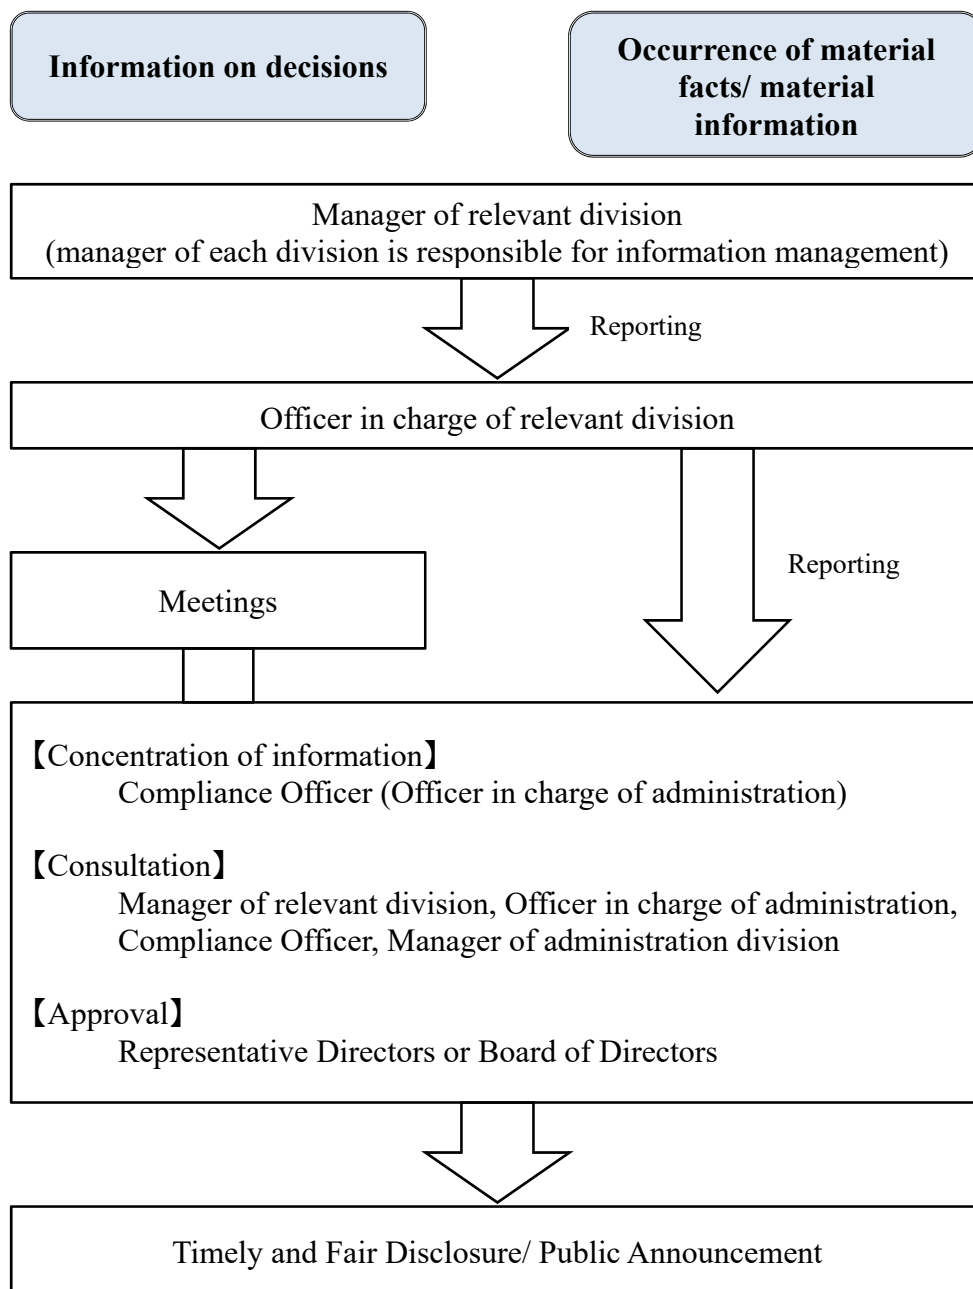 Information on decisions
Occurrence of material
facts/ material
information
Manager of relevant division
(manager of each division is responsible for information management)
Reporting
Officer in charge of relevant division
Reporting
Meetings
【Concentration of information】
Compliance Officer (Officer in charge of administration)
【Consultation】
Manager of relevant division, Officer in charge of administration,
Compliance Officer, Manager of administration division
【Approval】
Representative Directors or Board of Directors
Timely and Fair Disclosure/ Public Announcement